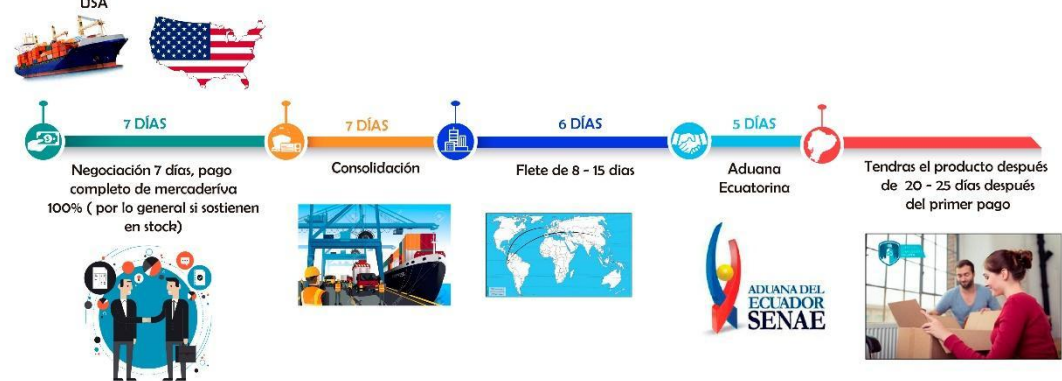 USA
7 DÍAS
7 DÍAS
6 DÍAS
5 DÍAS
Negociación 7 días, pago
completo de mercaderíva
100% ( por lo general si sostienen
en stock)
Consolidación
Flete de 8 - 15 dias
Aduana
Ecuatorina
Tendras el producto después
de 20 - 25 días después
del primer pago
ADUANA DEL
ECUADOR
SENAE